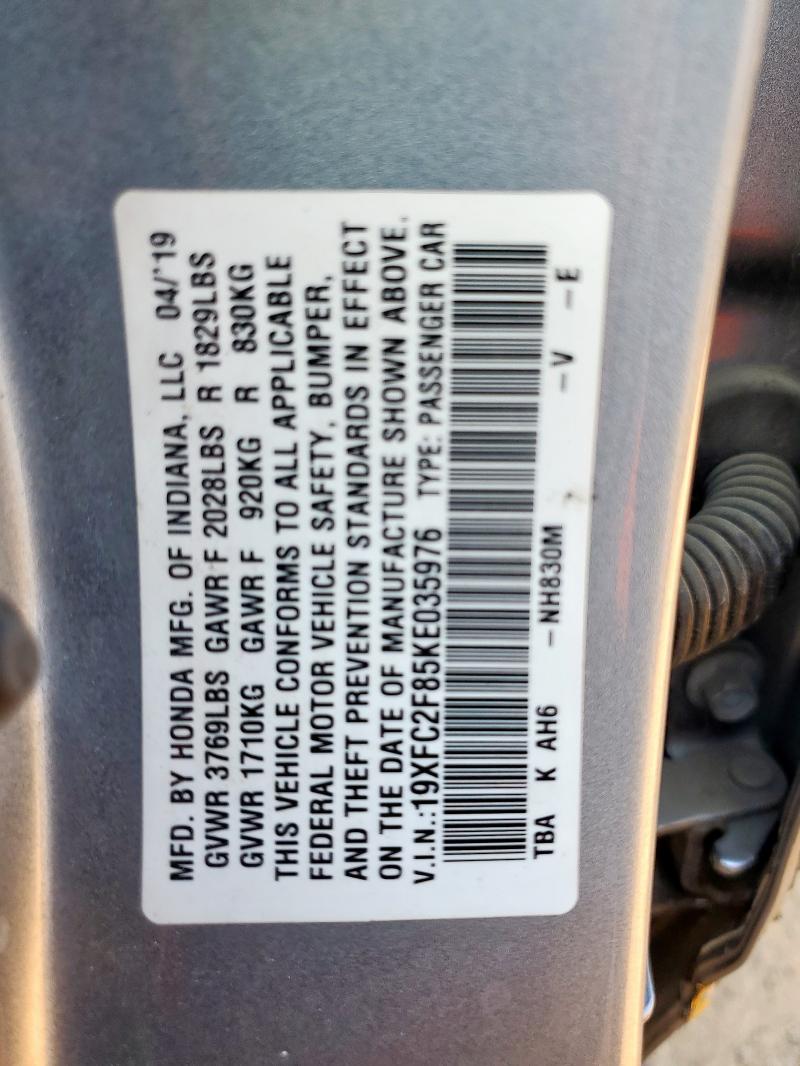 MFD. BY HONDA MFG. OF INDIANA, LLC 04/'19
GVWR 3769LBS GAWR F 2028LBS R 1829LBS
GVWR 1710KG GAWR F 920KG R 830KG
THIS VEHICLE CONFORMS TO ALL APPLICABLE
FEDERAL MOTOR VEHICLE SAFETY, BUMPER,
AND THEFT PREVENTION STANDARDS IN EFFECT
ON THE DATE OF MANUFACTURE SHOWN ABOVE.
V.I.N.:19XFC2F85KE035976 TYPE: PASSENGER CAR
TBA K AH6 –NH830M –V –E